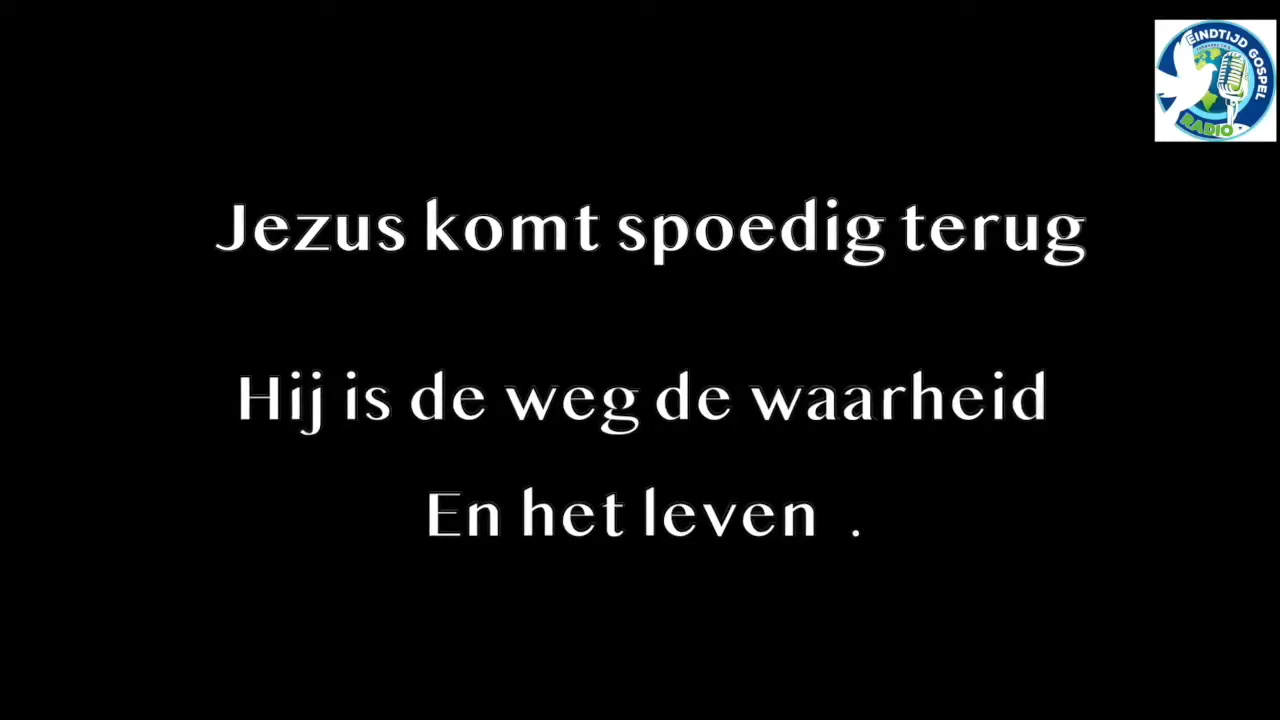 EINDTIJD GOSPEL
RADIO
Jezus komt spoedig terug
Hij is de weg de waarheid
En het leven .